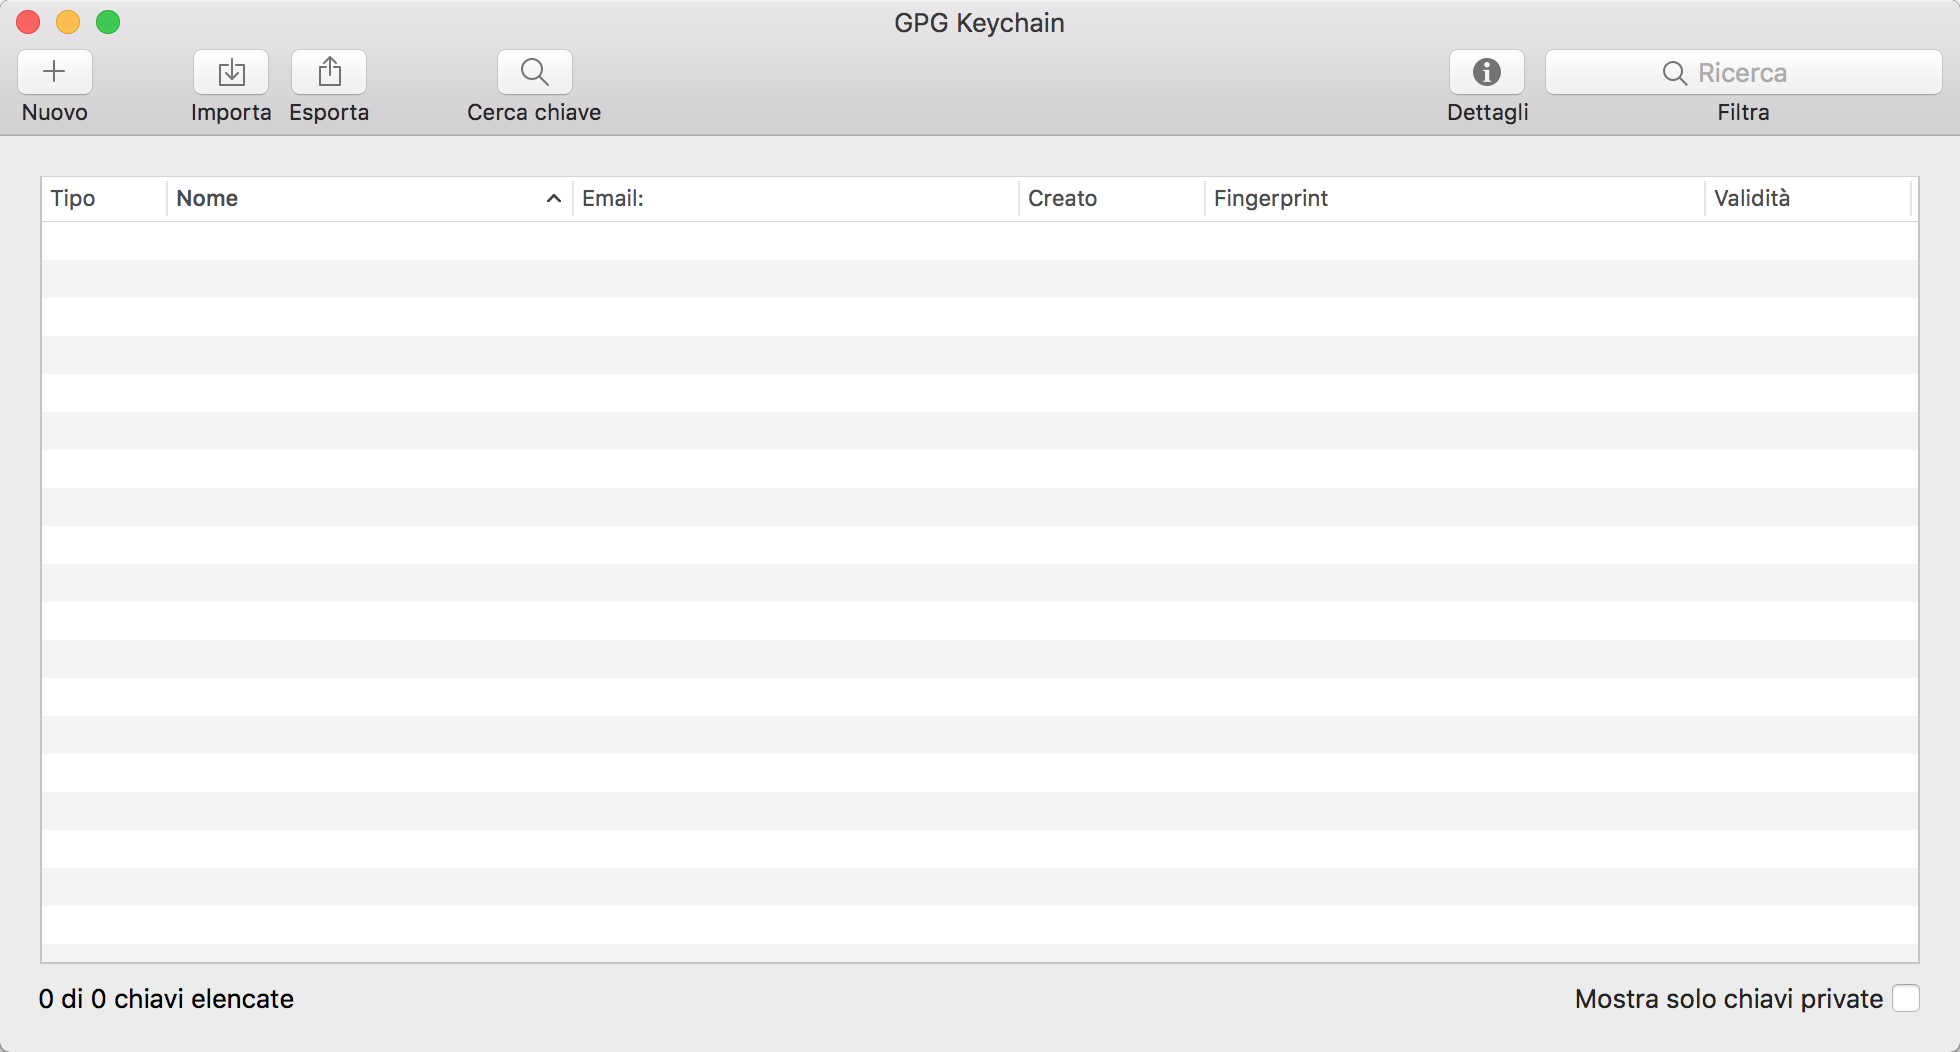 GPG Keychain
Nuovo
Importa
Esporta
Cerca chiave
Dettagli
Ricerca
Filtra
Tipo
Nome
Email:
Creato
Fingerprint
Validità
0 di 0 chiavi elencate
Mostra solo chiavi private